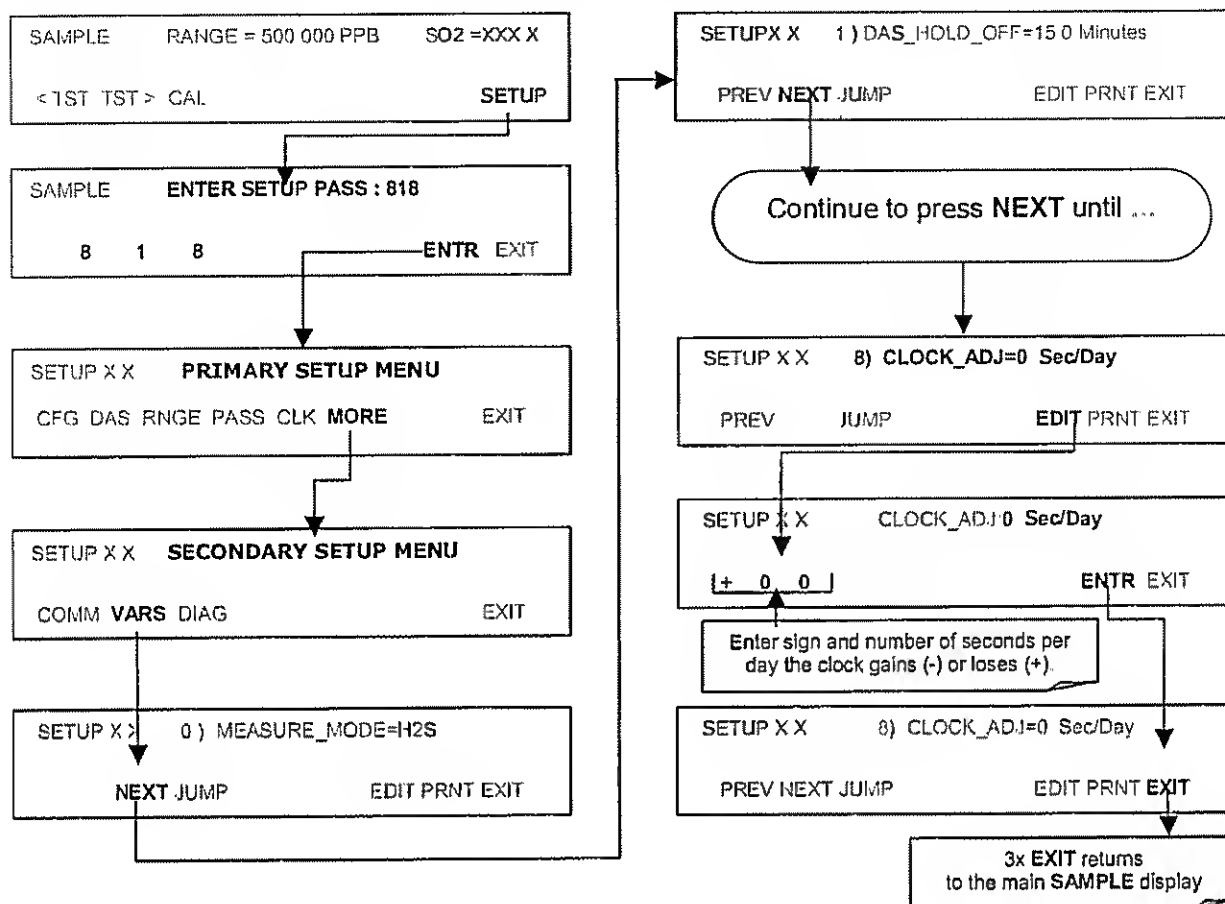 SAMPLE RANGE = 500 000 PPB SO2 =XXX X
< TST TST > CAL SETUP
SAMPLE ENTER SETUP PASS : 818
8 1 8 ENTR EXIT
SETUP X X PRIMARY SETUP MENU
CFG DAS RNGE PASS CLK MORE EXIT
SETUP X X SECONDARY SETUP MENU
COMM VARS DIAG EXIT
SETUP X X 0 ) MEASURE_MODE=H2S
NEXT JUMP EDIT PRNT EXIT
SETUPX X 1 ) DAS_HOLD_OFF=15 0 Minutes
PREV NEXT JUMP EDIT PRNT EXIT
Continue to press NEXT until ...
SETUP X X 8) CLOCK_ADJ=0 Sec/Day
PREV JUMP EDIT PRNT EXIT
SETUP X X CLOCK_ADJ:0 Sec/Day
+ 0 0 ENTR EXIT
Enter sign and number of seconds per
day the clock gains (-) or loses (+).
SETUP X X 8) CLOCK_ADJ=0 Sec/Day
PREV NEXT JUMP EDIT PRNT EXIT
3x EXIT returns
to the main SAMPLE display